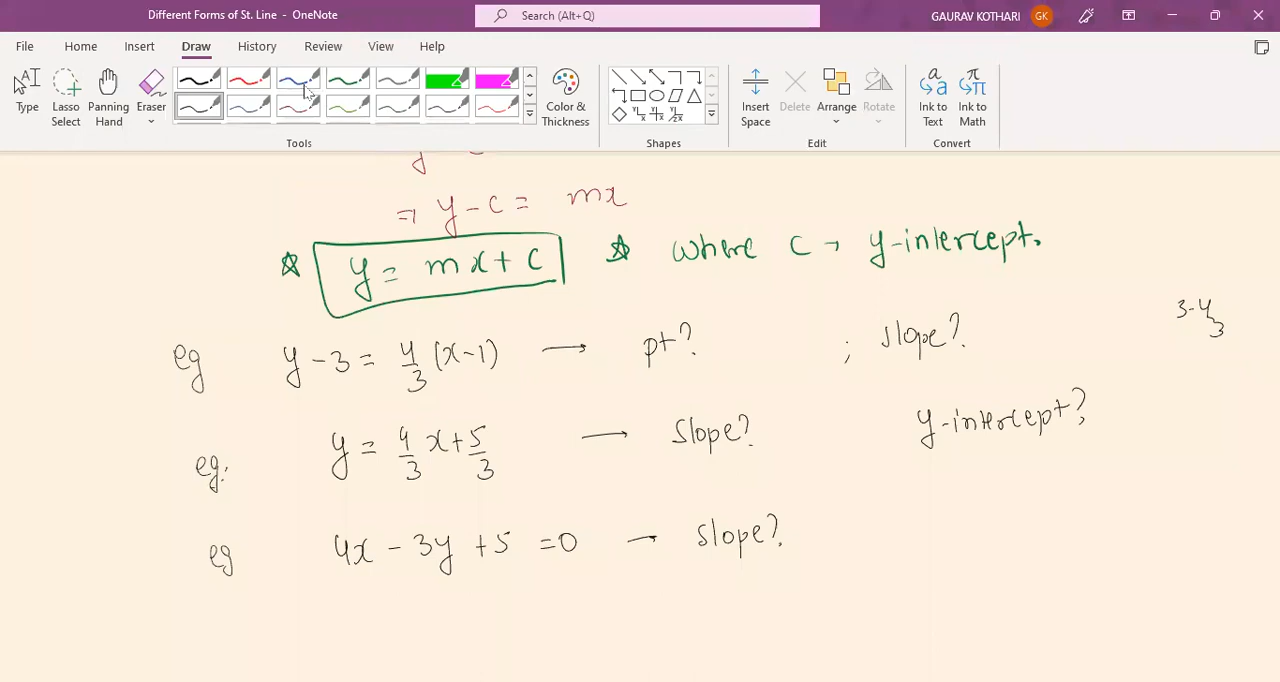 Different Forms of St. Line - OneNote
Search (Alt+Q)
GAURAV KOTHARI GK
File Home Insert Draw History Review View Help
Type Lasso Select Panning Hand Eraser Color & Thickness Insert Space Delete Arrange Rotate Ink to Text Ink to Math
Tools Shapes Edit Convert
⇒ y - c = mx
☆ y = mx + c ☆ where c → y-intercept.
3-4/3
eg y - 3 = 4/3 (x-1) → pt? ; Slope?
eg. y = 4/3 x + 5/3 → Slope? y-intercept?
eg 4x - 3y + 5 = 0 → Slope?